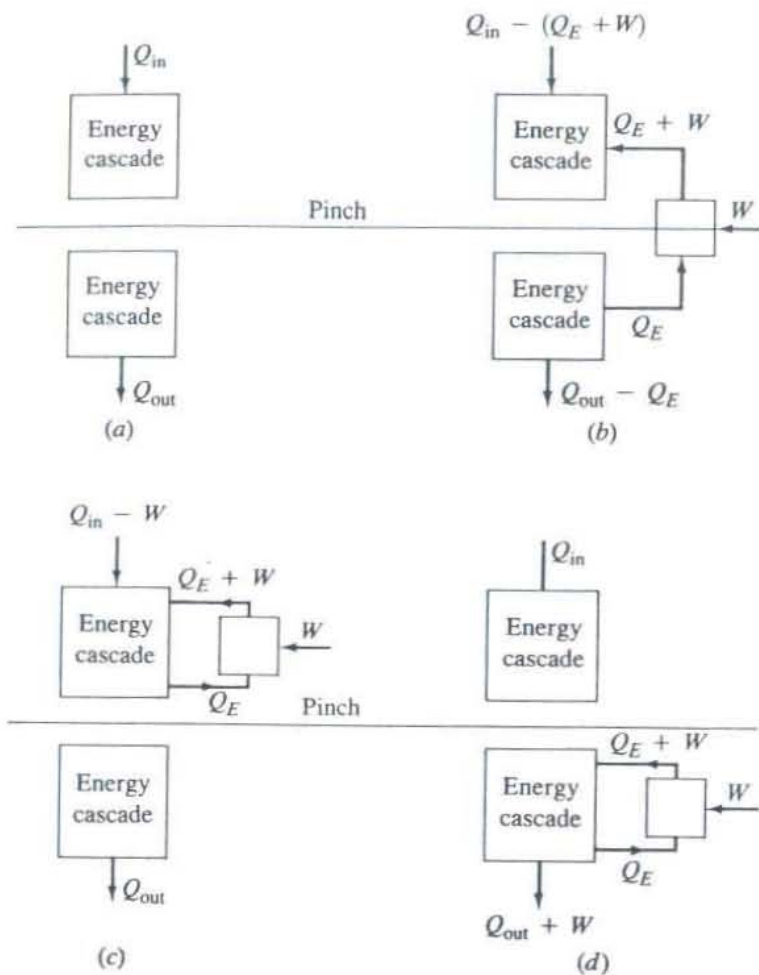 Q_in - (Q_E + W)
Q_in
Energy
cascade
Energy
cascade
Q_E + W
Pinch
W
Energy
cascade
Energy
cascade
Q_E
Q_out
Q_out - Q_E
(a)
(b)
Q_in - W
Q_E + W
Q_in
Energy
cascade
W
Energy
cascade
Q_E
Pinch
Energy
cascade
Q_E + W
Energy
cascade
W
Q_E
Q_out
Q_out + W
(c)
(d)